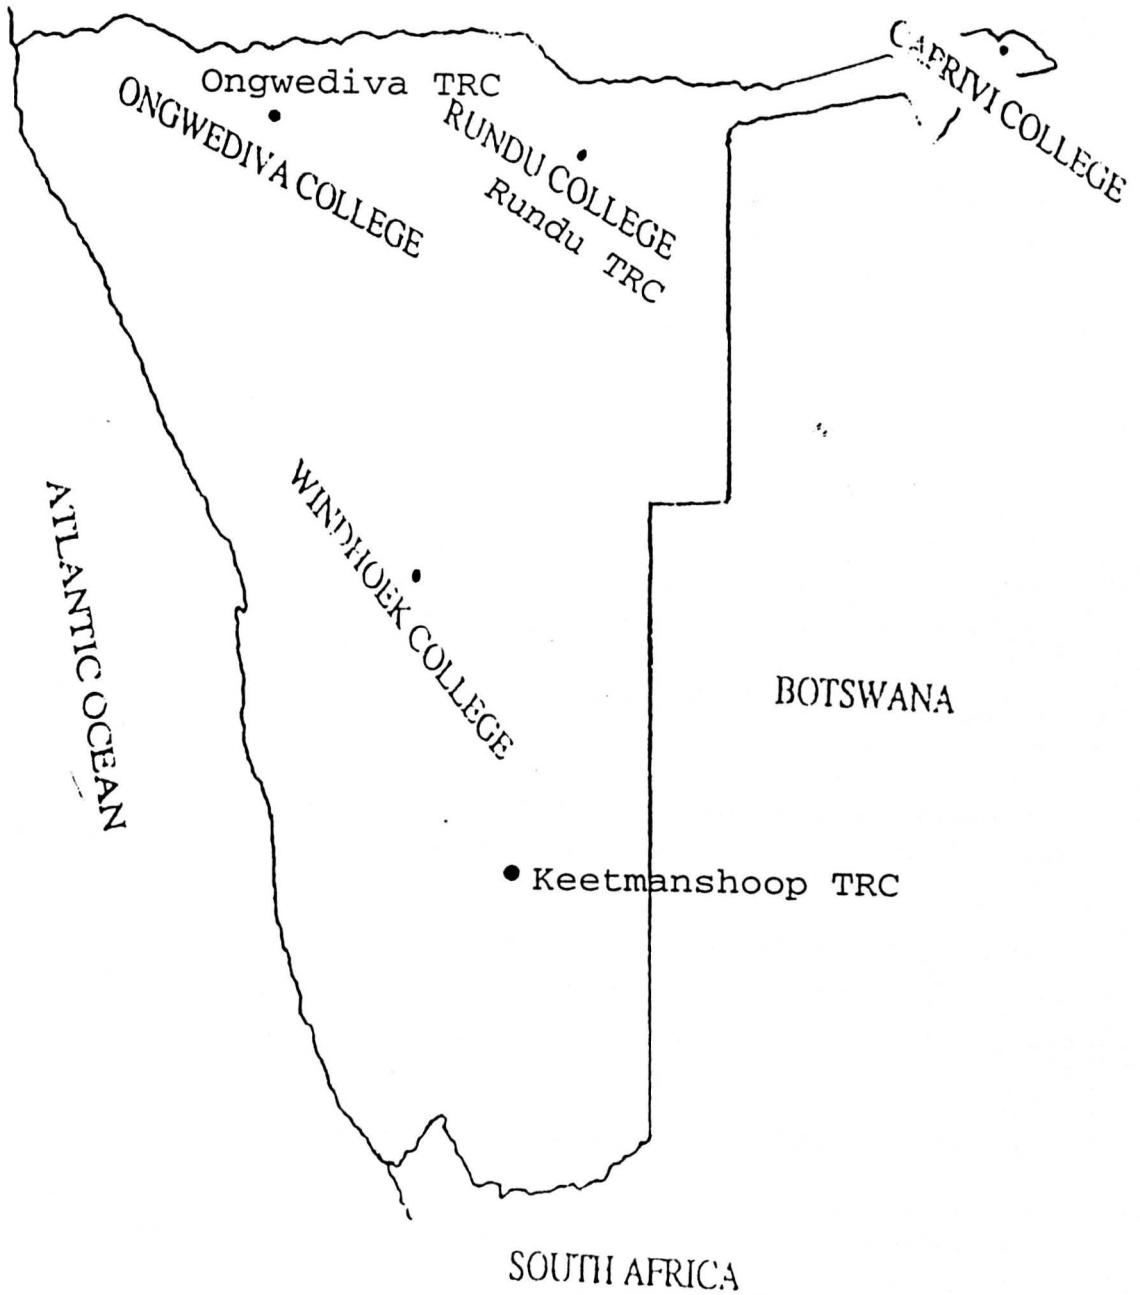 CAPRIVI COLLEGE
Ongwediva TRC
ONGWEDIVA COLLEGE
RUNDU COLLEGE
Rundu TRC
WINDHOEK COLLEGE
ATLANTIC OCEAN
BOTSWANA
Keetmanshoop TRC
SOUTH AFRICA